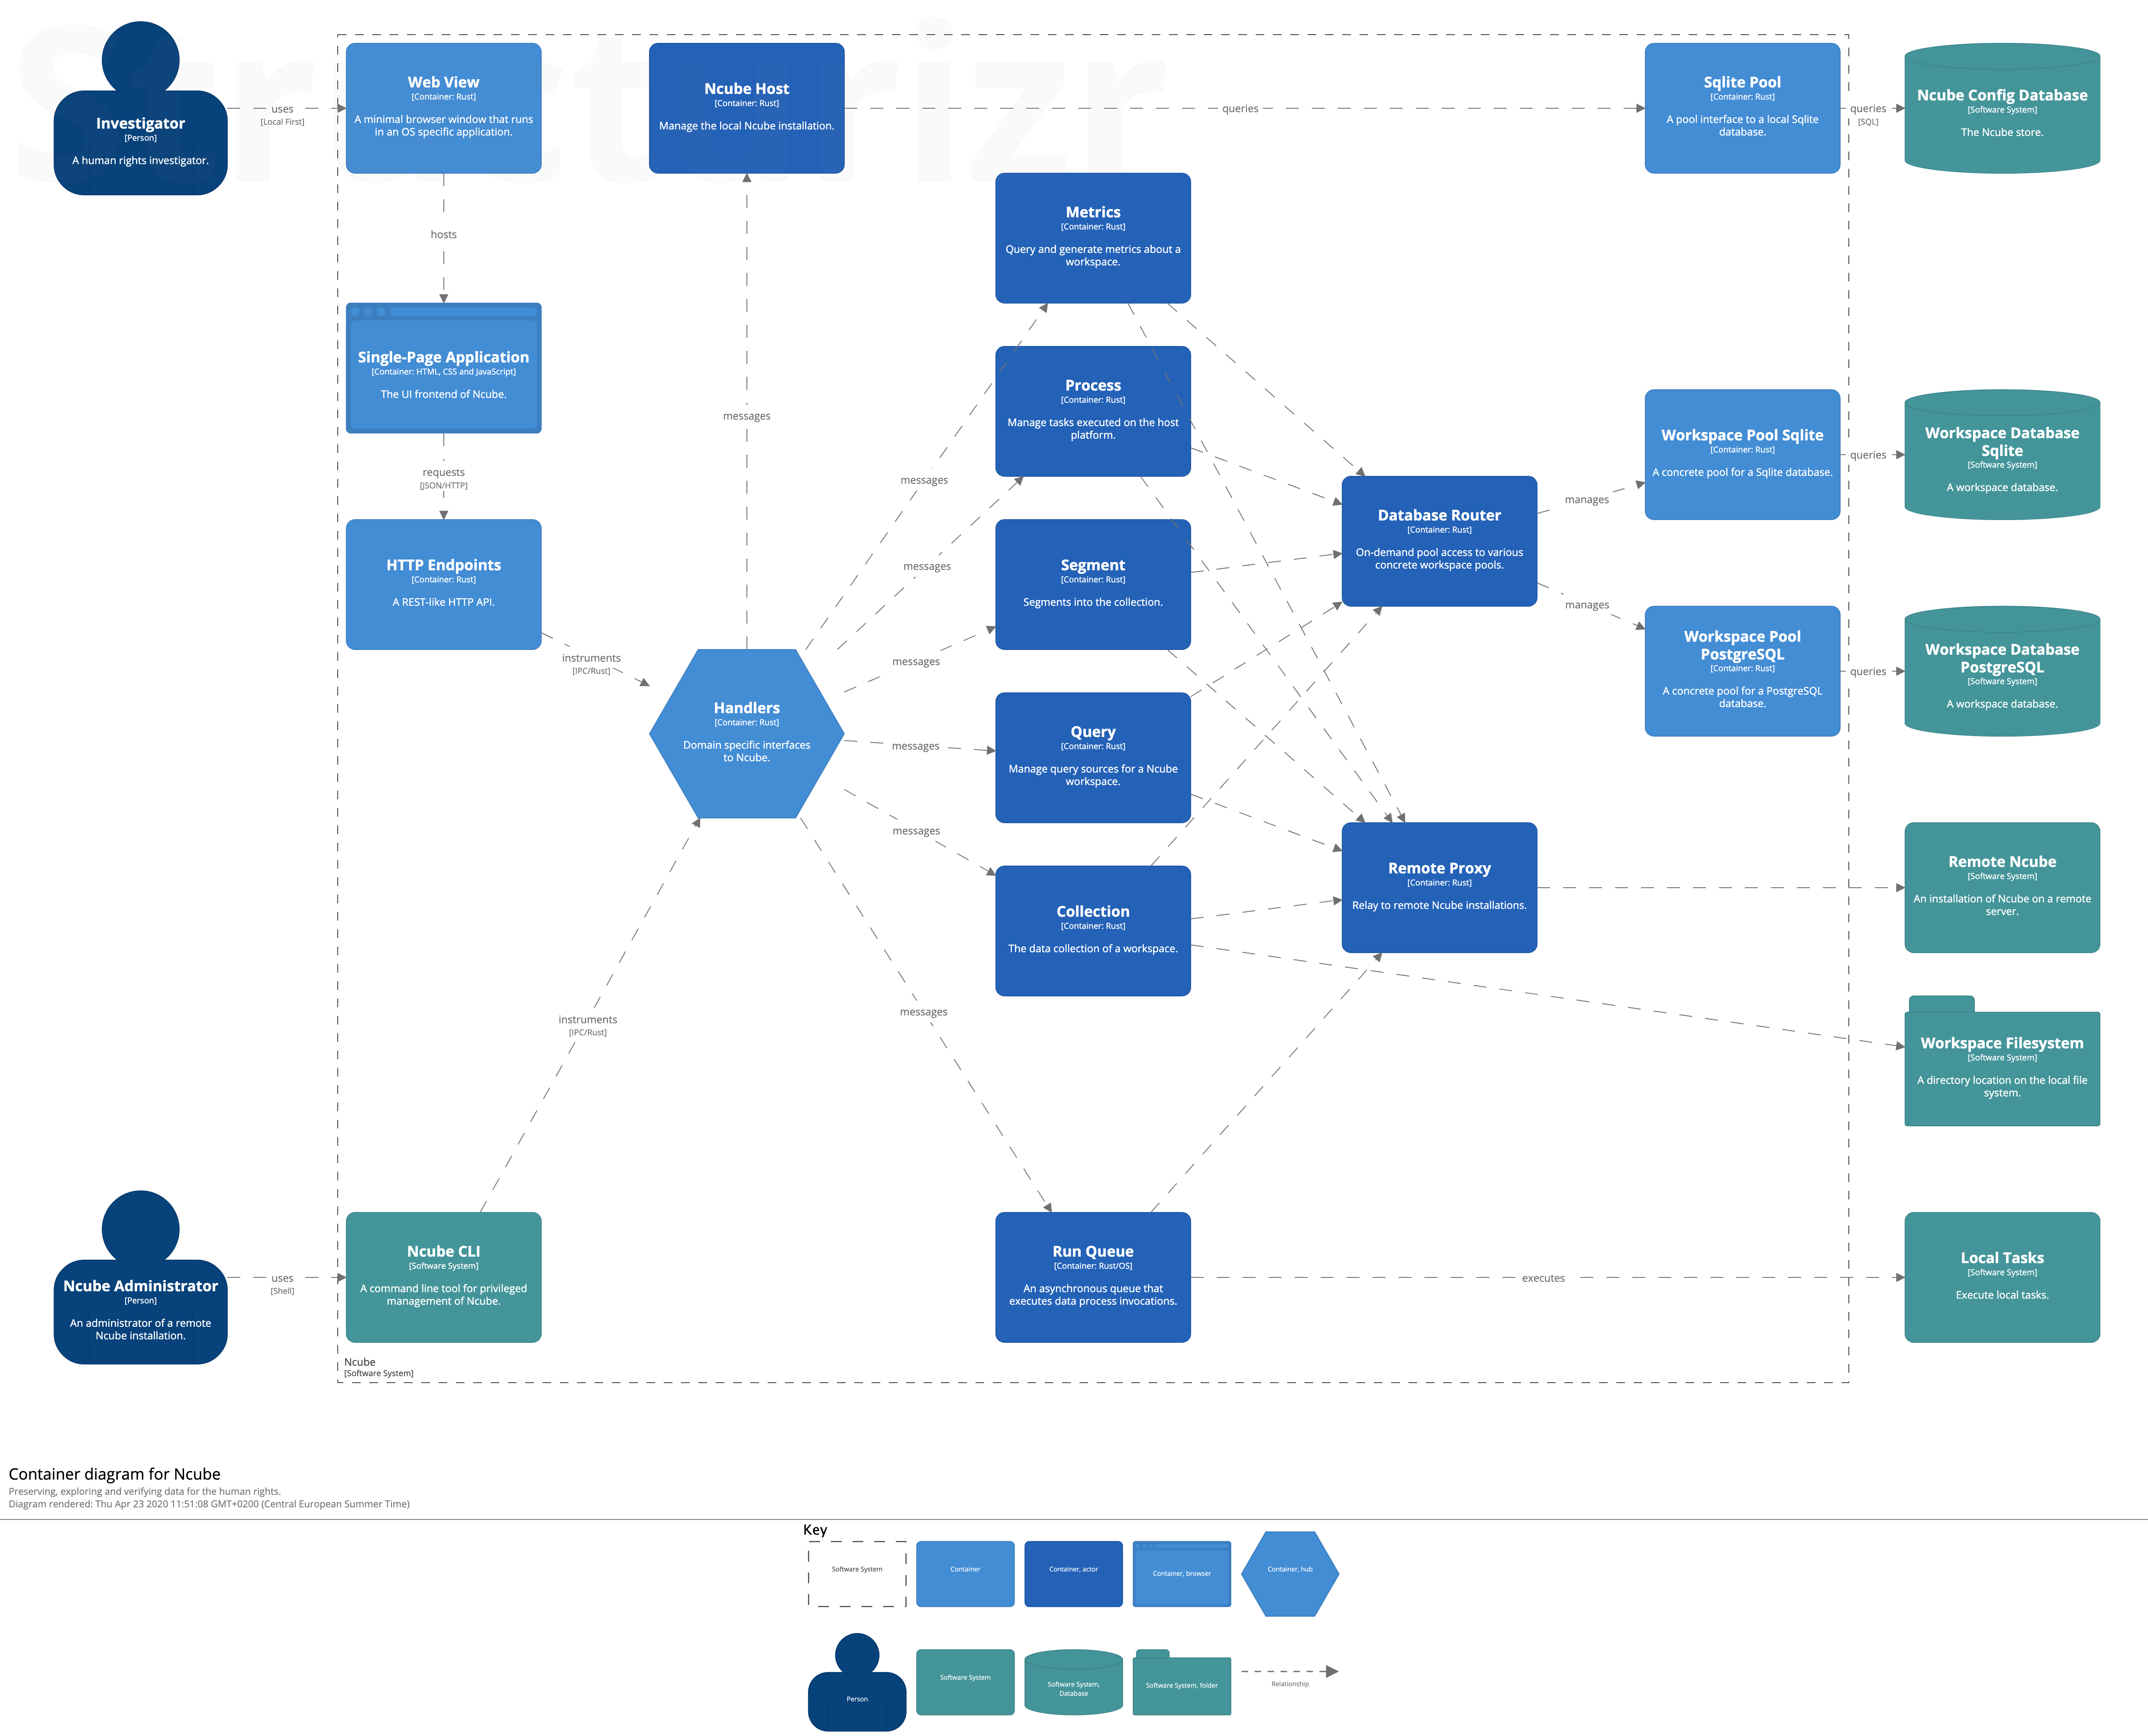 Structurizr
Investigator
[Person]
A human rights investigator.
uses
[Local First]
Web View
[Container: Rust]
A minimal browser window that runs
in an OS specific application.
Ncube Host
[Container: Rust]
Manage the local Ncube installation.
queries
Sqlite Pool
[Container: Rust]
A pool interface to a local Sqlite
database.
queries
[SQL]
Ncube Config Database
[Software System]
The Ncube store.
hosts
Metrics
[Container: Rust]
Query and generate metrics about a
workspace.
Single-Page Application
[Container: HTML, CSS and JavaScript]
The UI frontend of Ncube.
messages
Process
[Container: Rust]
Manage tasks executed on the host
platform.
Workspace Pool Sqlite
[Container: Rust]
A concrete pool for a Sqlite database.
queries
Workspace Database
Sqlite
[Software System]
A workspace database.
requests
[JSON/HTTP]
messages
Database Router
[Container: Rust]
On-demand pool access to various
concrete workspace pools.
manages
HTTP Endpoints
[Container: Rust]
A REST-like HTTP API.
messages
Segment
[Container: Rust]
Segments into the collection.
manages
Workspace Pool
PostgreSQL
[Container: Rust]
A concrete pool for a PostgreSQL
database.
queries
Workspace Database
PostgreSQL
[Software System]
A workspace database.
instruments
[IPC/Rust]
messages
Handlers
[Container: Rust]
Domain specific interfaces
to Ncube.
messages
Query
[Container: Rust]
Manage query sources for a Ncube
workspace.
messages
Remote Proxy
[Container: Rust]
Relay to remote Ncube installations.
Remote Ncube
[Software System]
An installation of Ncube on a remote
server.
Collection
[Container: Rust]
The data collection of a workspace.
instruments
[IPC/Rust]
messages
Workspace Filesystem
[Software System]
A directory location on the local file
system.
Ncube Administrator
[Person]
An administrator of a remote
Ncube installation.
uses
[Shell]
Ncube CLI
[Software System]
A command line tool for privileged
management of Ncube.
Run Queue
[Container: Rust/OS]
An asynchronous queue that
executes data process invocations.
executes
Local Tasks
[Software System]
Execute local tasks.
Ncube
[Software System]
Container diagram for Ncube
Preserving, exploring and verifying data for the human rights.
Diagram rendered: Thu Apr 23 2020 11:51:08 GMT+0200 (Central European Summer Time)
Key
Software System
Container
Container, actor
Container, browser
Container, hub
Person
Software System
Software System,
Database
Software System, folder
Relationship